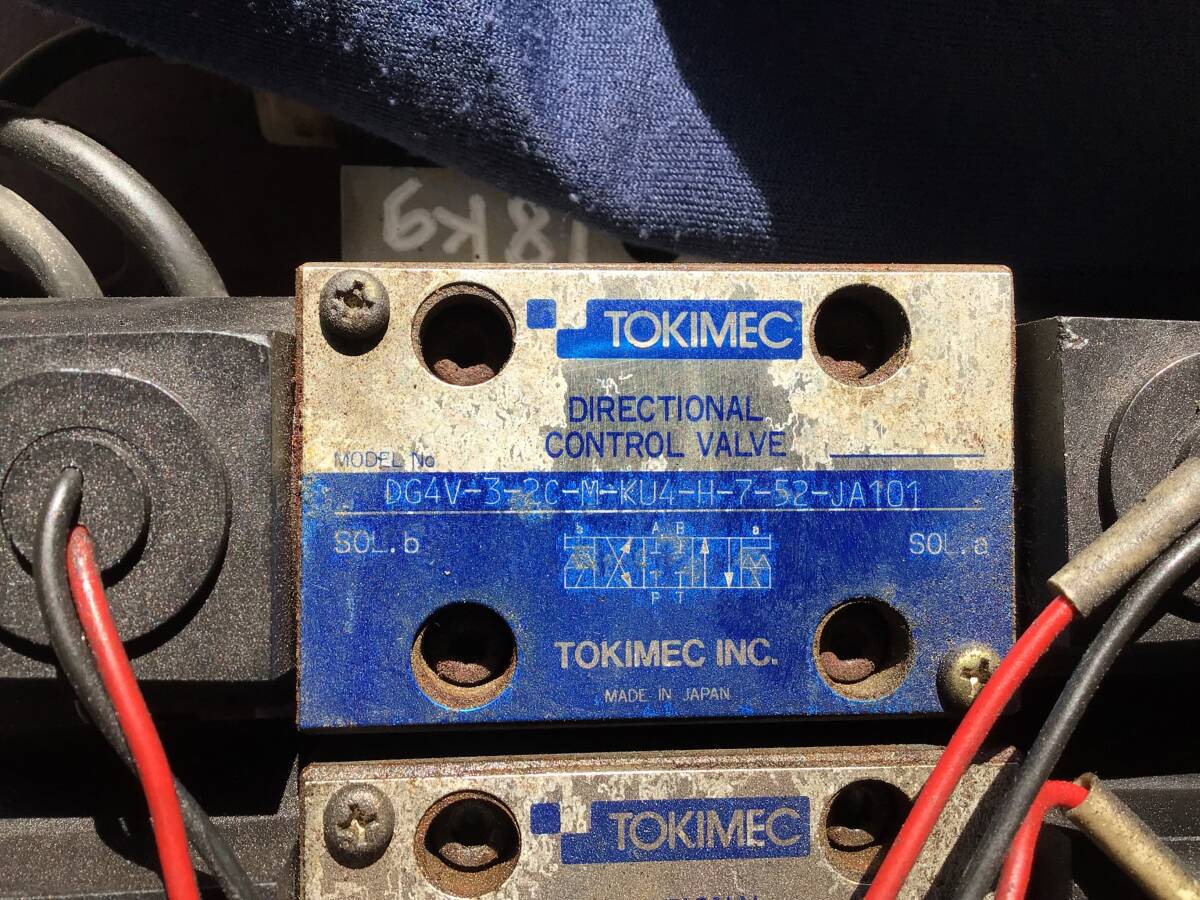 18Kg
TOKIMEC
DIRECTIONAL
CONTROL VALVE
MODEL No
DG4V-3-2C-M-KU4-H-7-52-JA101
b A B a
SOL.b
SOL.a
P T
TOKIMEC INC.
MADE IN JAPAN
TOKIMEC